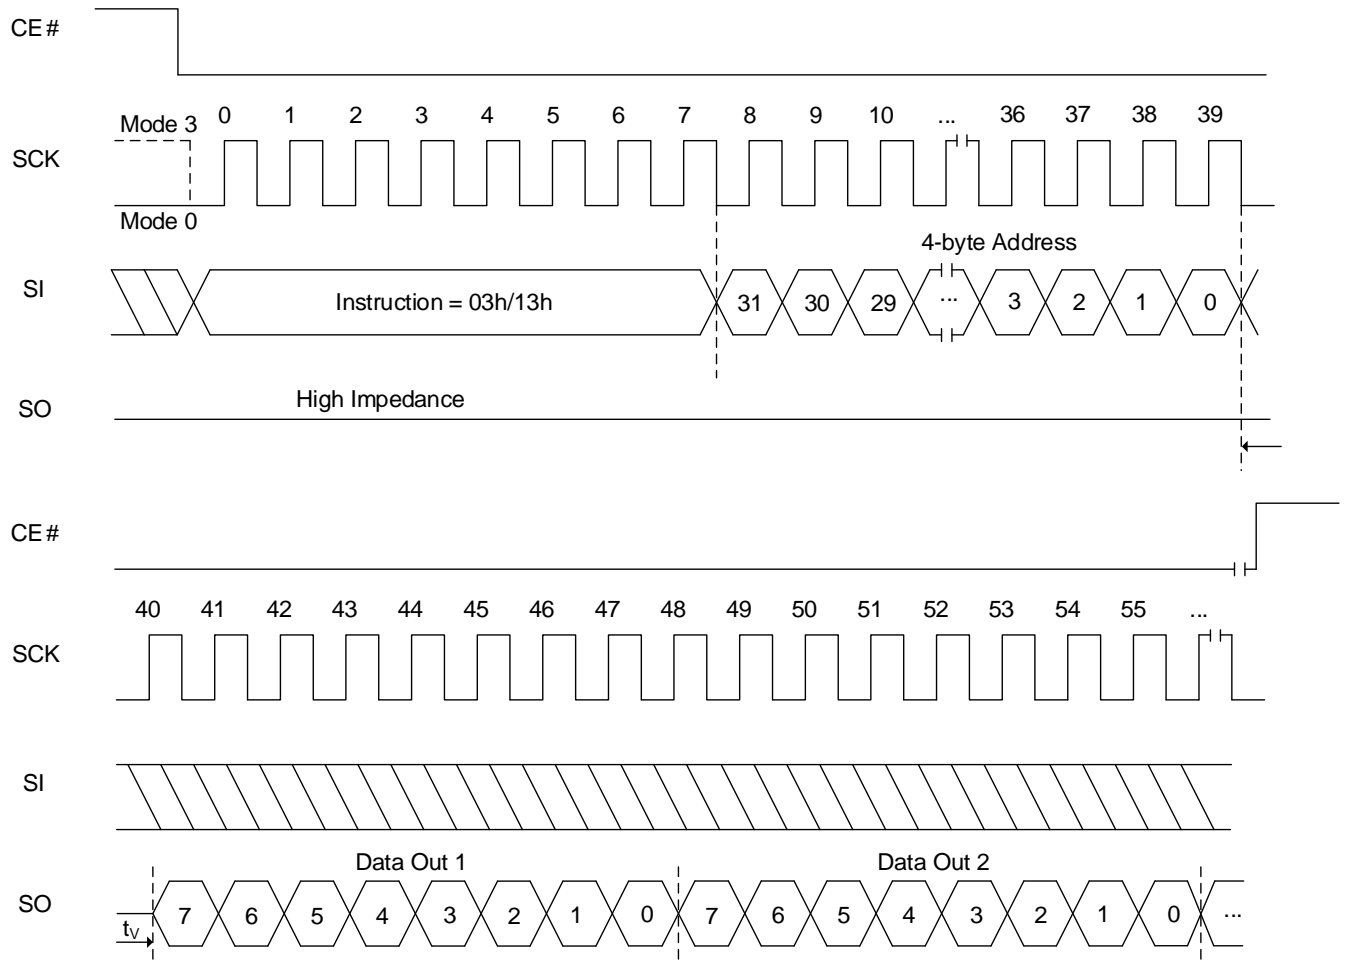 CE#
0 1 2 3 4 5 6 7 8 9 10 ... 36 37 38 39
Mode 3
SCK
Mode 0
4-byte Address
SI
Instruction = 03h/13h
31 30 29 ... 3 2 1 0
High Impedance
SO
CE#
40 41 42 43 44 45 46 47 48 49 50 51 52 53 54 55 ...
SCK
SI
Data Out 1 Data Out 2
SO
7 6 5 4 3 2 1 0 7 6 5 4 3 2 1 0 ...
tV